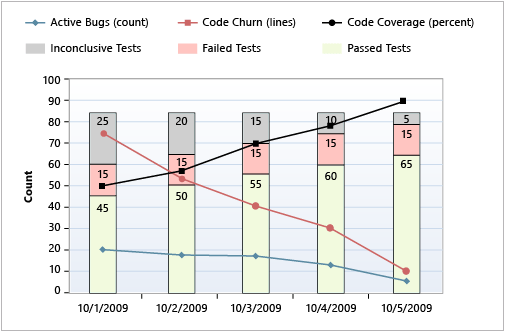 Active Bugs (count) Code Churn (lines) Code Coverage (percent)
Inconclusive Tests Failed Tests Passed Tests
100
90
80
70
60
50
40
30
20
10
0
Count
25 20 15 10 5
15 15 15 15 15
45 50 55 60 65
10/1/2009 10/2/2009 10/3/2009 10/4/2009 10/5/2009